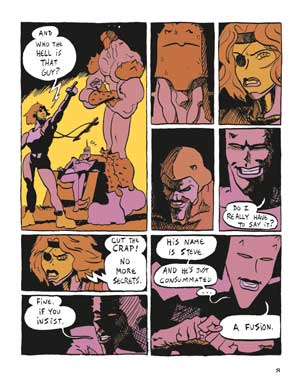 AND
WHO THE
HELL IS
THAT
GUY?
DO I
REALLY HAVE
TO SAY IT?
CUT THE
CRAP!
NO
MORE
SECRETS.
FINE,
IF YOU
INSIST.
HIS NAME
IS STEVE.
AND HE'S JUST
CONSUMMATED
...
A FUSION.